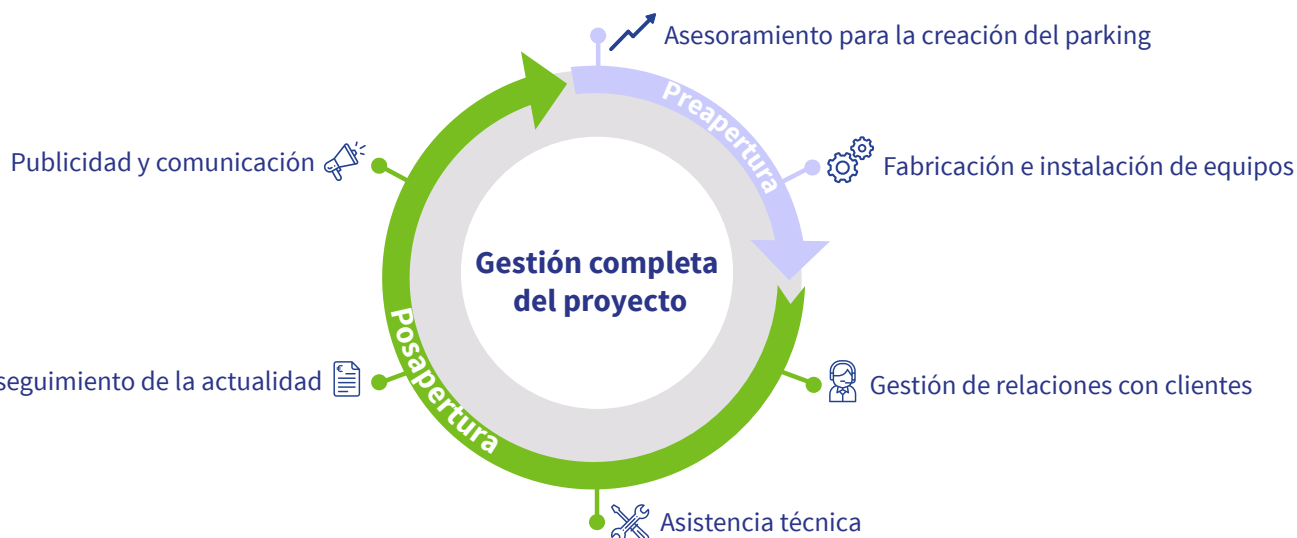 Asesoramiento para la creación del parking
Preapertura
Publicidad y comunicación
Fabricación e instalación de equipos
Gestión completa
del proyecto
Posapertura
seguimiento de la actualidad
€
Gestión de relaciones con clientes
Asistencia técnica